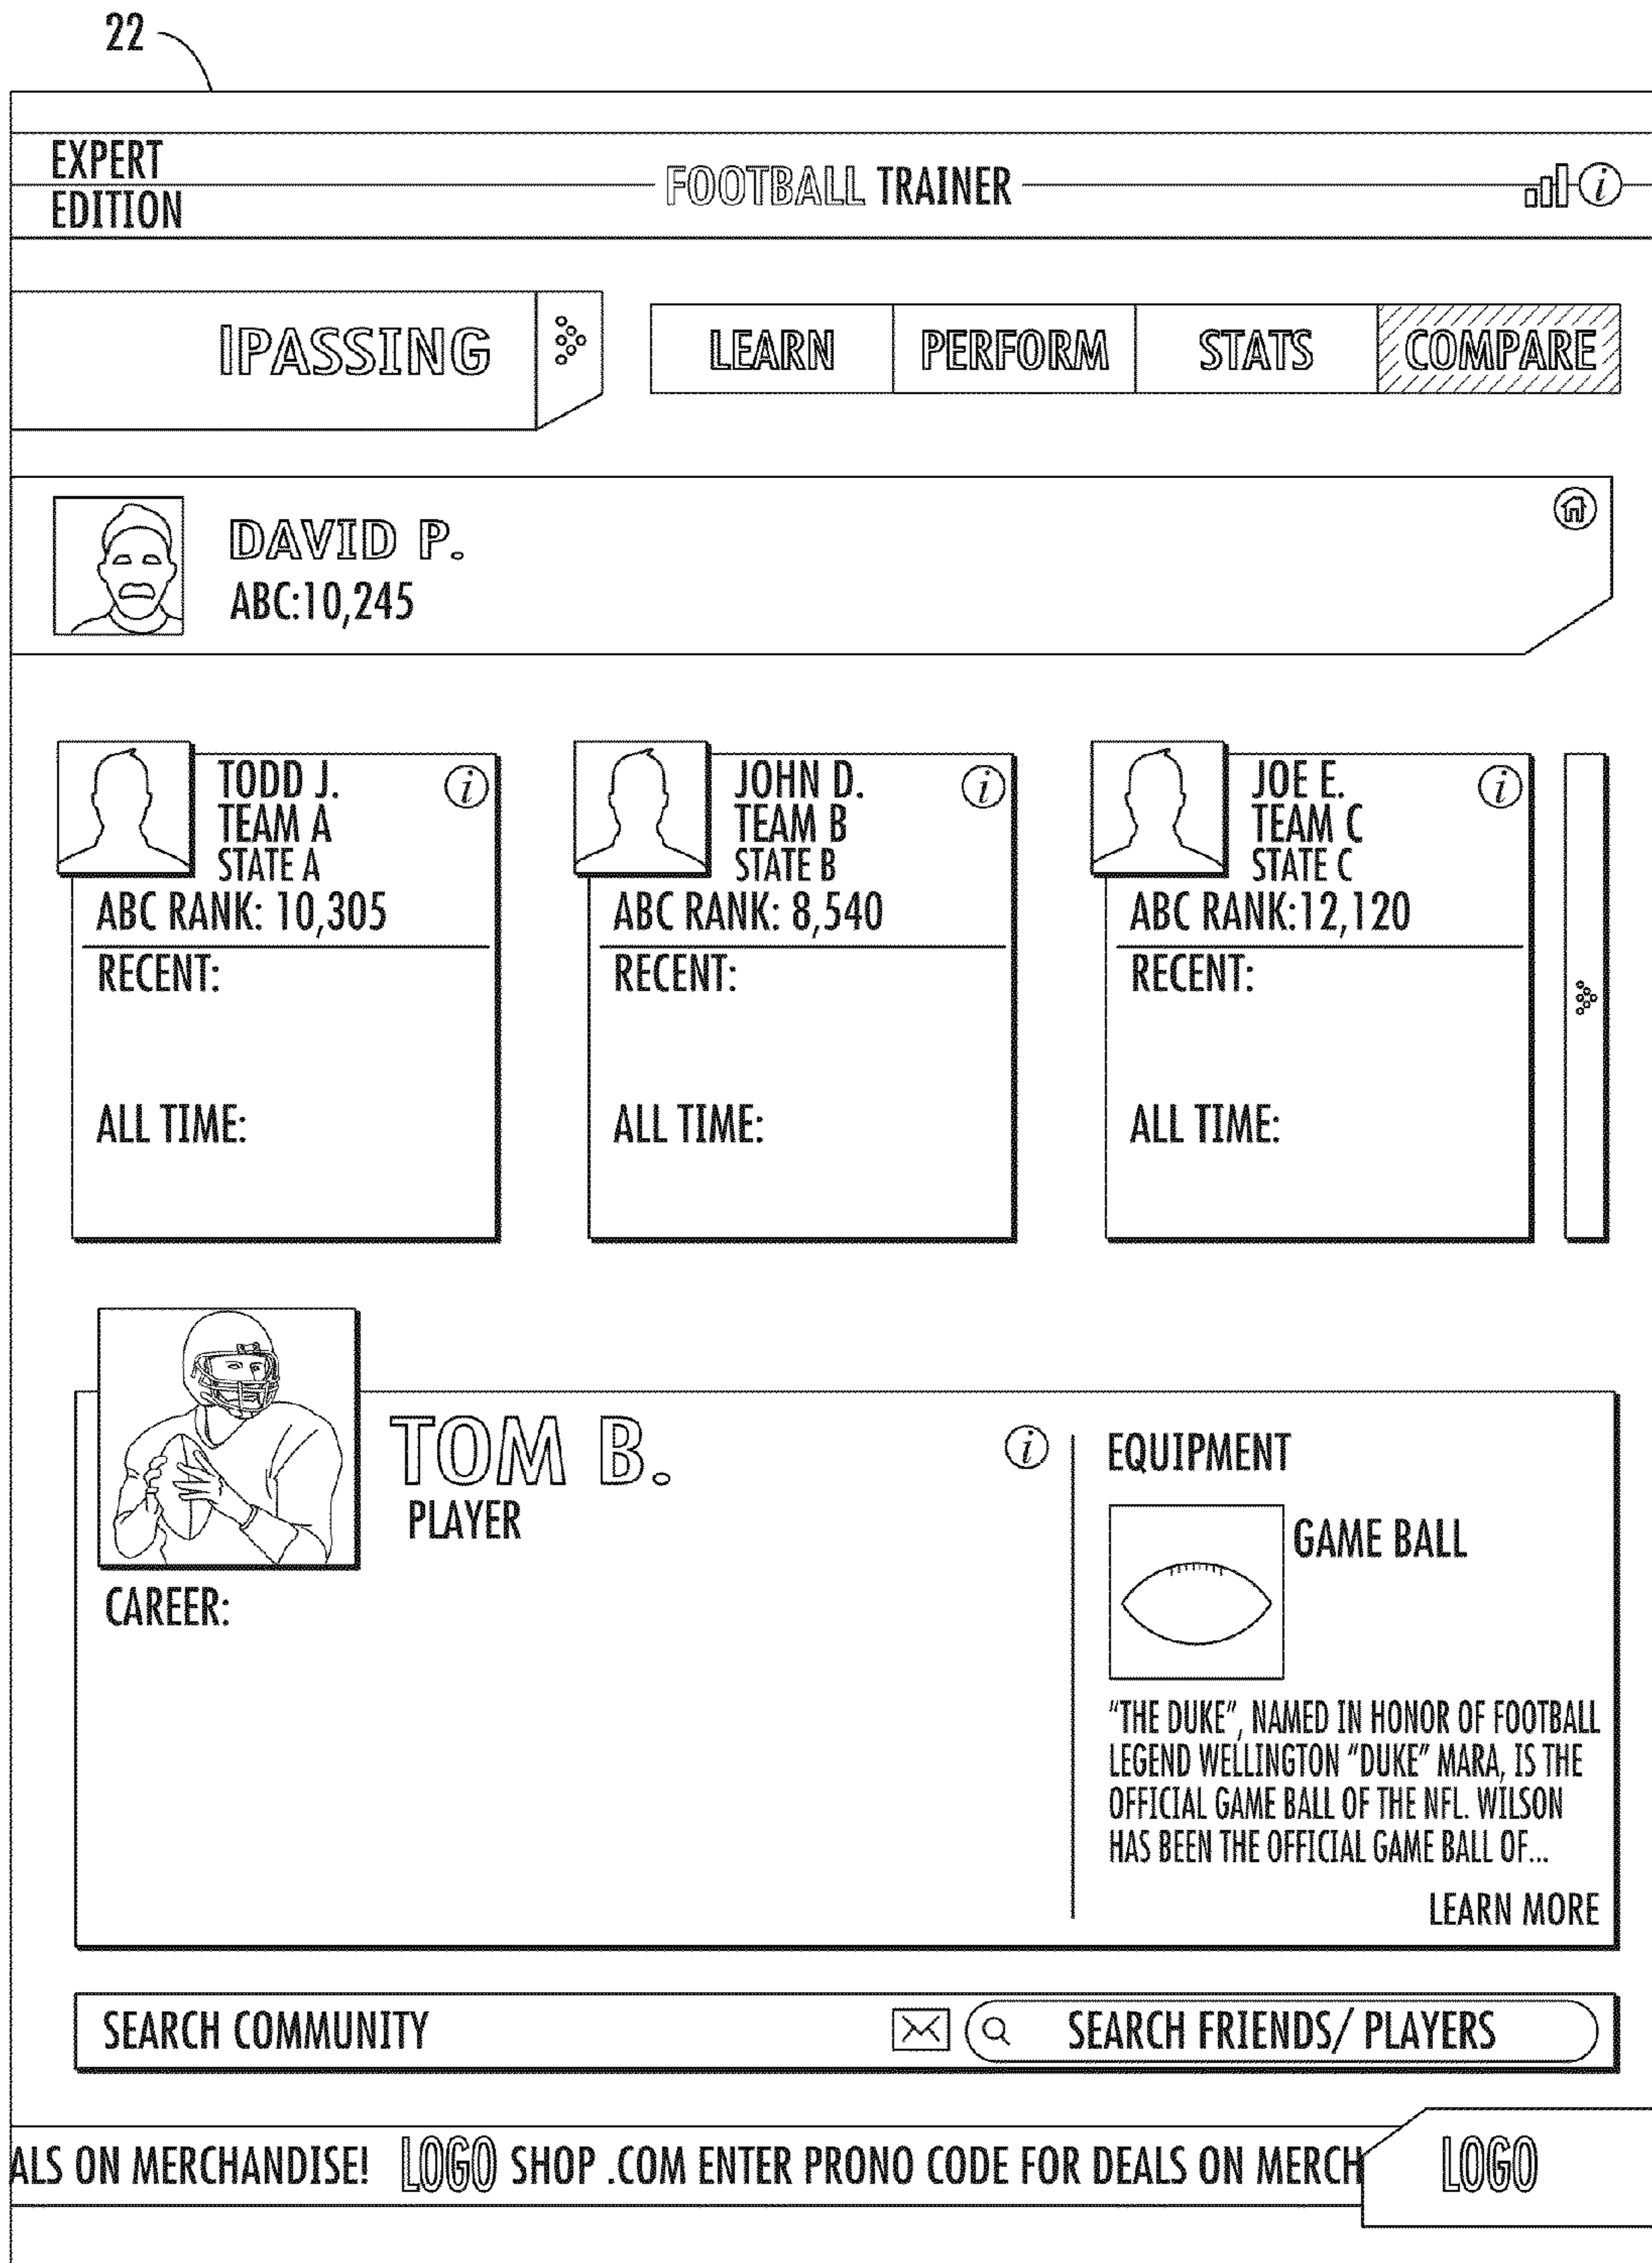 22
EXPERT
EDITION
FOOTBALL TRAINER
PASSING
LEARN PERFORM STATS COMPARE
DAVID P.
ABC:10,245
TODD J.
TEAM A
STATE A
ABC RANK: 10,305
RECENT:
ALL TIME:
JOHN D.
TEAM B
STATE B
ABC RANK: 8,540
RECENT:
ALL TIME:
JOE E.
TEAM C
STATE C
ABC RANK:12,120
RECENT:
ALL TIME:
TOM B.
PLAYER
CAREER:
EQUIPMENT
GAME BALL
"THE DUKE", NAMED IN HONOR OF FOOTBALL
LEGEND WELLINGTON "DUKE" MARA, IS THE
OFFICIAL GAME BALL OF THE NFL. WILSON
HAS BEEN THE OFFICIAL GAME BALL OF...
LEARN MORE
SEARCH COMMUNITY
SEARCH FRIENDS/ PLAYERS
ALS ON MERCHANDISE! LOGO SHOP .COM ENTER PRONO CODE FOR DEALS ON MERCH
LOGO